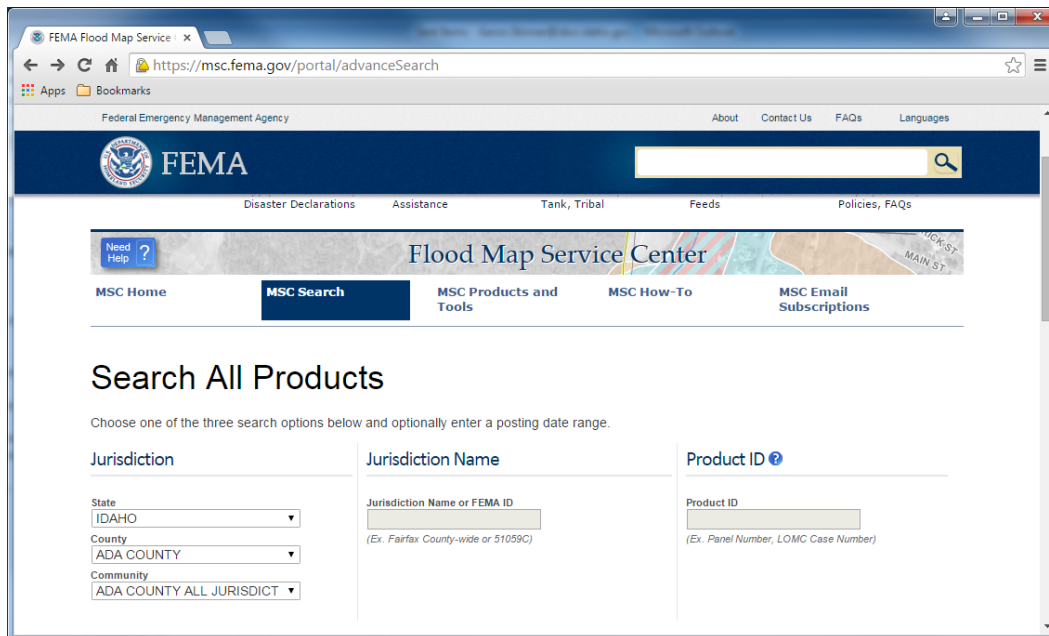 FEMA Flood Map Service
https://msc.fema.gov/portal/advanceSearch
Apps Bookmarks
Federal Emergency Management Agency About Contact Us FAQs Languages
FEMA
Disaster Declarations Assistance Tank, Tribal Feeds Policies, FAQs
Need
Help ?
Flood Map Service Center
MAIN ST
MSC Home MSC Search MSC Products and MSC How-To MSC Email
Tools Subscriptions
Search All Products
Choose one of the three search options below and optionally enter a posting date range.
Jurisdiction Jurisdiction Name Product ID ?
State Jurisdiction Name or FEMA ID Product ID
IDAHO
(Ex. Fairfax County-wide or 51059C) (Ex. Panel Number, LOMC Case Number)
County
ADA COUNTY
Community
ADA COUNTY ALL JURISDICT